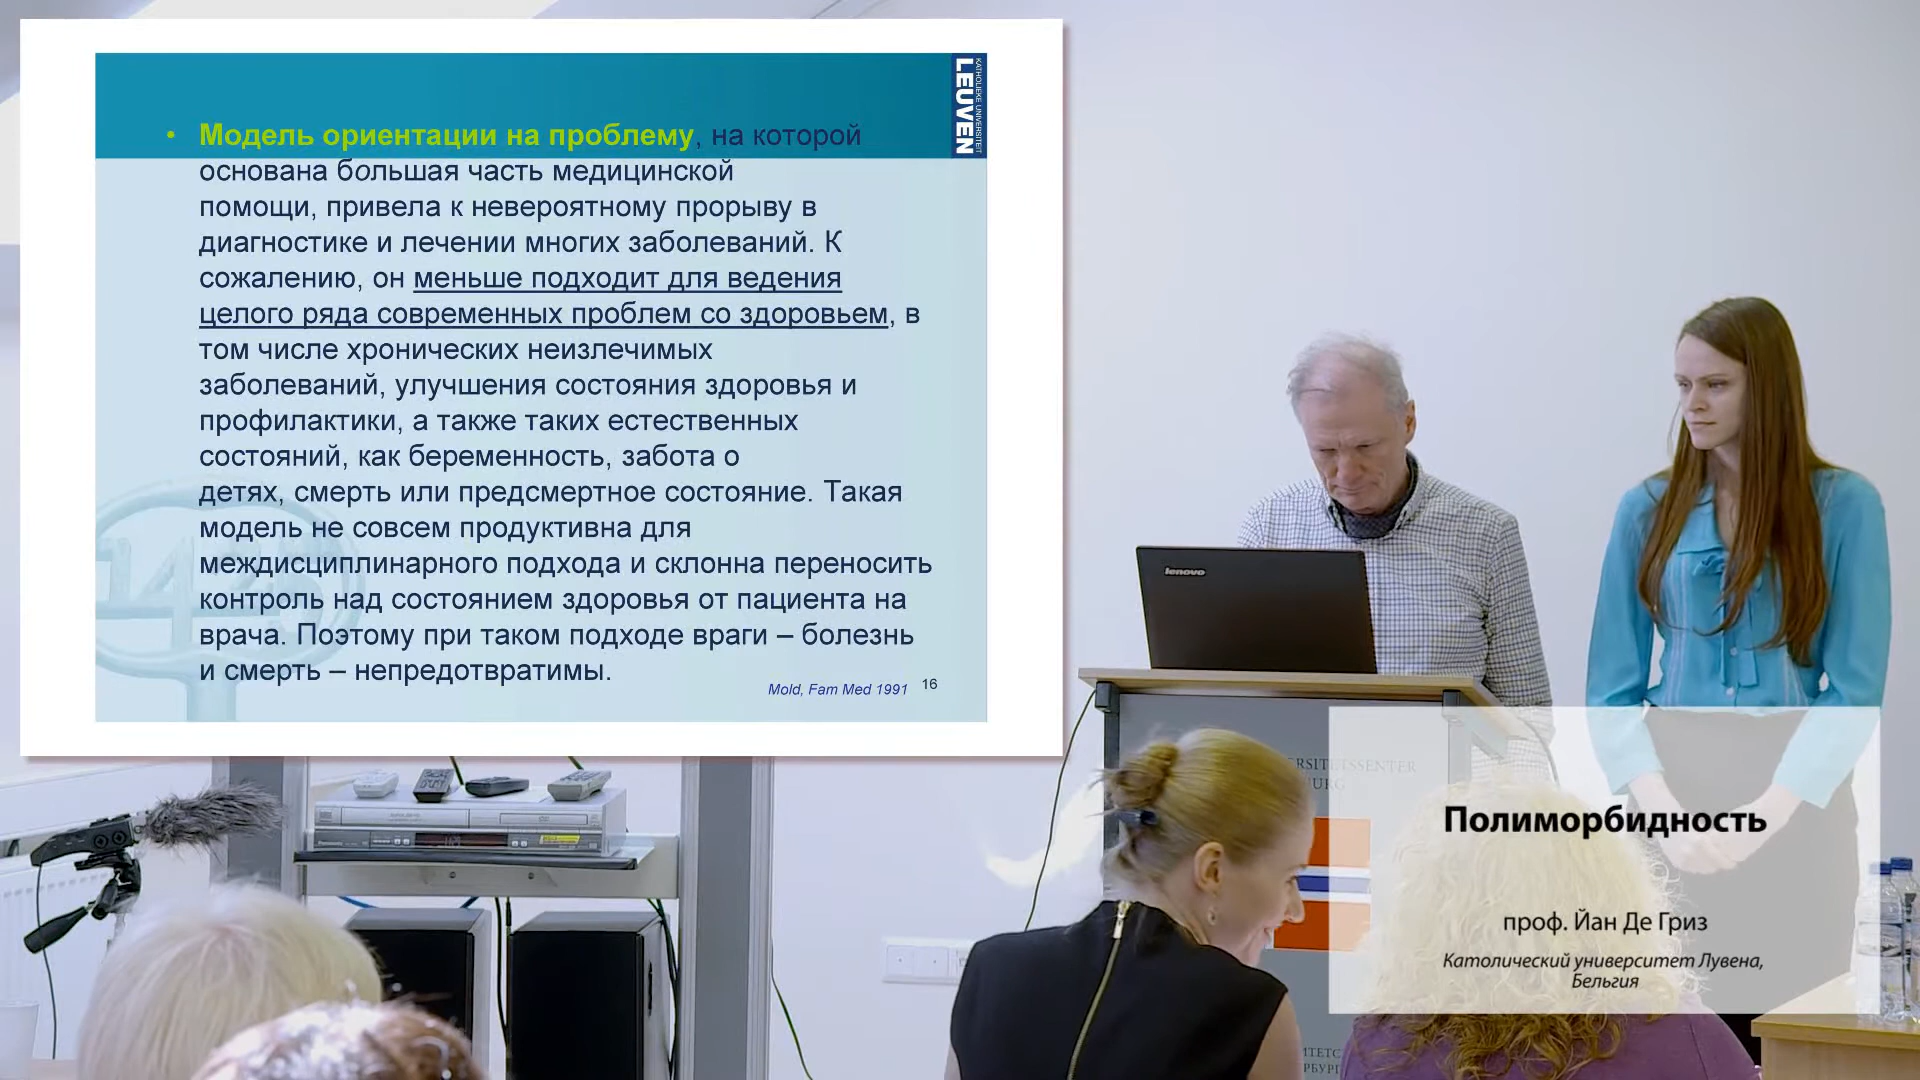 KATHOLIEKE UNIVERSITEIT
LEUVEN
• Модель ориентации на проблему, на которой
основана большая часть медицинской
помощи, привела к невероятному прорыву в
диагностике и лечении многих заболеваний. К
сожалению, он меньше подходит для ведения
целого ряда современных проблем со здоровьем, в
том числе хронических неизлечимых
заболеваний, улучшения состояния здоровья и
профилактики, а также таких естественных
состояний, как беременность, забота о
детях, смерть или предсмертное состояние. Такая
модель не совсем продуктивна для
междисциплинарного подхода и склонна переносить
контроль над состоянием здоровья от пациента на
врача. Поэтому при таком подходе враги – болезнь
и смерть – непредотвратимы.
Mold, Fam Med 1991
16
1425
lenovo
Полиморбидность
проф. Йан Де Гриз
Католический университет Лувена,
Бельгия